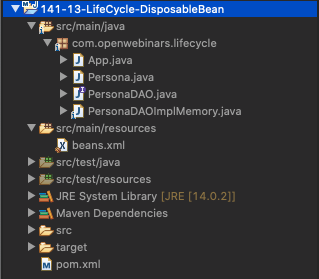 141-13-LifeCycle-DisposableBean
src/main/java
com.openwebinars.lifecycle
App.java
Persona.java
PersonaDAO.java
PersonaDAOImplMemory.java
src/main/resources
beans.xml
src/test/java
src/test/resources
JRE System Library [JRE [14.0.2]]
Maven Dependencies
src
target
pom.xml